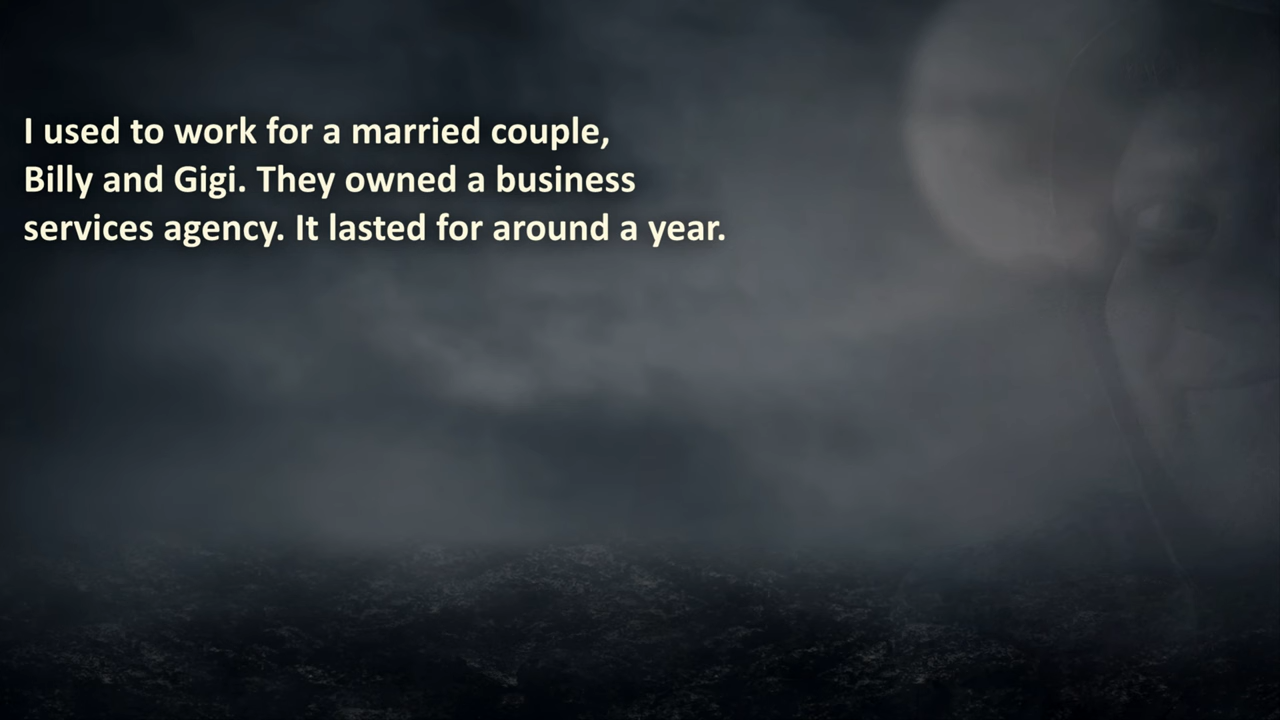 I used to work for a married couple,
Billy and Gigi. They owned a business
services agency. It lasted for around a year.